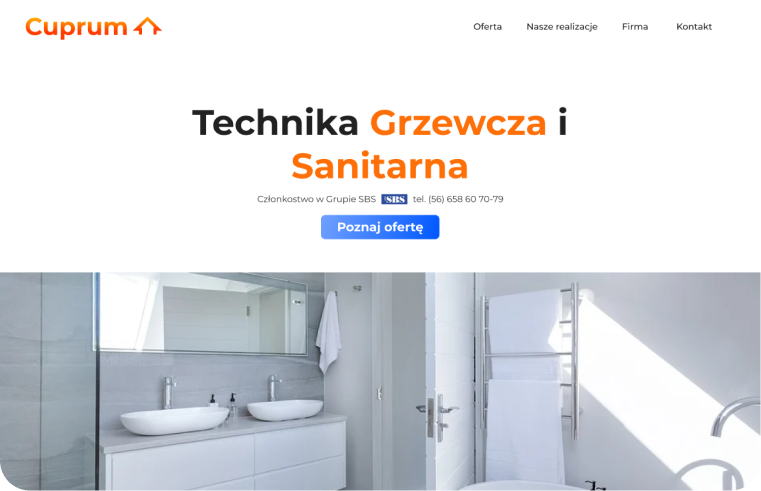 Cuprum
Oferta Nasze realizacje Firma Kontakt
Technika Grzewcza i
Sanitarna
Członkostwo w Grupie SBS SBS tel. (56) 658 60 70-79
Poznaj ofertę